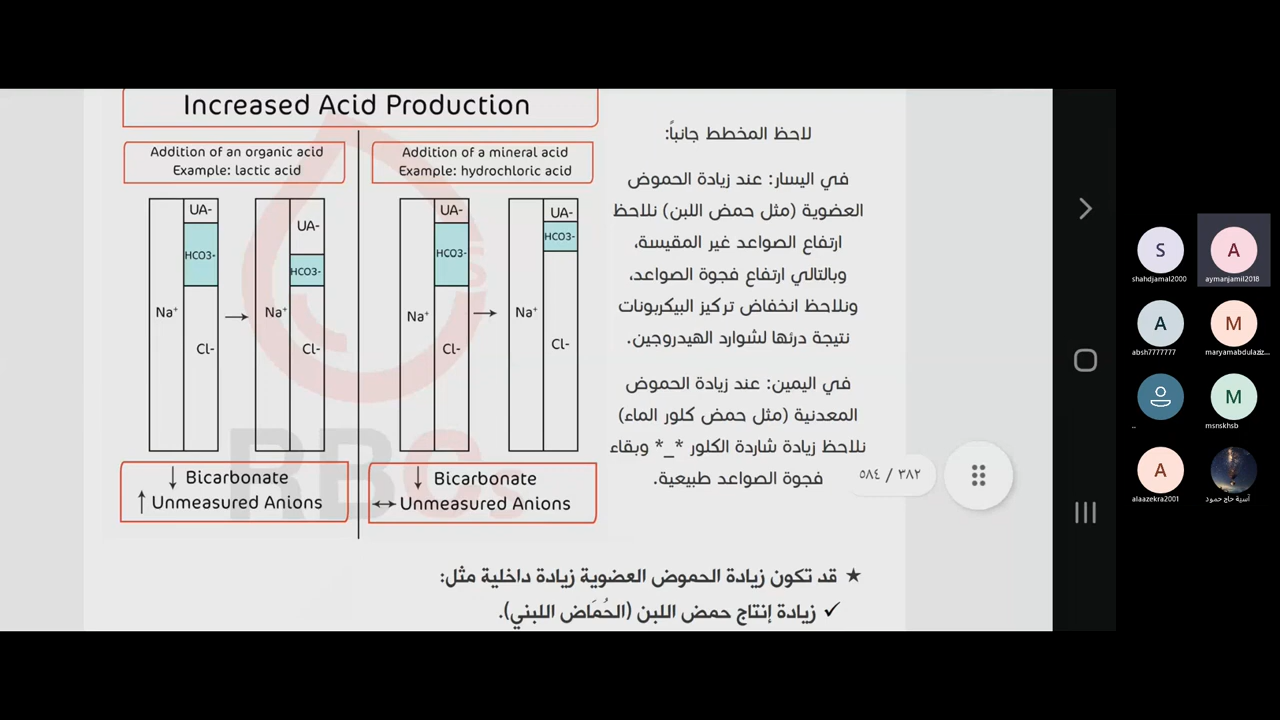 Increased Acid Production
Addition of an organic acid
Example: lactic acid
Addition of a mineral acid
Example: hydrochloric acid
UA-
HCO3-
Na+
Cl-
UA-
HCO3-
Na+
Cl-
UA-
HCO3-
Na+
Cl-
UA-
HCO3-
Na+
Cl-
↓ Bicarbonate
↑ Unmeasured Anions
↓ Bicarbonate
↔ Unmeasured Anions
RBCs
لاحظ المخطط جانباً:
في اليسار: عند زيادة الحموض
العضوية (مثل حمض اللبن) نلاحظ
ارتفاع الصواعد غير المقيسة،
وبالتالي ارتفاع فجوة الصواعد،
ونلاحظ انخفاض تركيز البيكربونات
نتيجة درئها لشوارد الهيدروجين.
في اليمين: عند زيادة الحموض
المعدنية (مثل حمض كلور الماء)
نلاحظ زيادة شاردة الكلور *_* وبقاء
فجوة الصواعد طبيعية.
٣٨٢ / ٥٨٤
★ قد تكون زيادة الحموض العضوية زيادة داخلية مثل:
✓ زيادة إنتاج حمض اللبن (الحُمَاض اللبني).
S
shahdjamal2000
A
aymanjamil2018
A
absh7777777
M
maryamabdulaziz...
..
M
msnskhsb
A
alaazekra2001
آسية حاج حمود